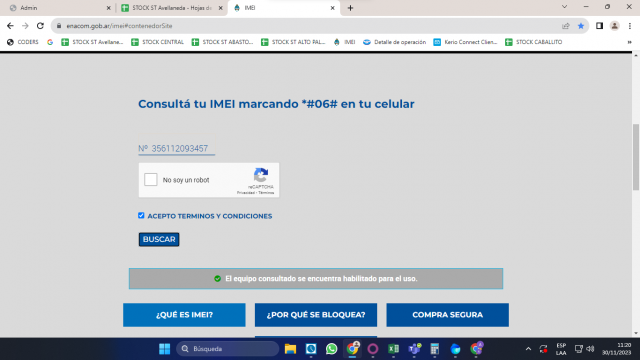 Admin
STOCK ST Avellaneda - Hojas de
IMEI
enacom.gob.ar/imei#contenedorSite
CODERS
STOCK ST Avellane...
STOCK CENTRAL
STOCK ST ABASTO...
STOCK ST ALTO PAL...
IMEI
Detalle de operación
Kerio Connect Clien...
STOCK CABALUTO
Consultá tu IMEI marcando *#06# en tu celular
Nº 356112093457
No soy un robot
reCAPTCHA
Privacidad - Términos
ACEPTO TERMINOS Y CONDICIONES
BUSCAR
El equipo consultado se encuentra habilitado para el uso.
¿QUÉ ES IMEI?
¿POR QUÉ SE BLOQUEA?
COMPRA SEGURA
Búsqueda
ESP
LAA
11:20
30/11/2023